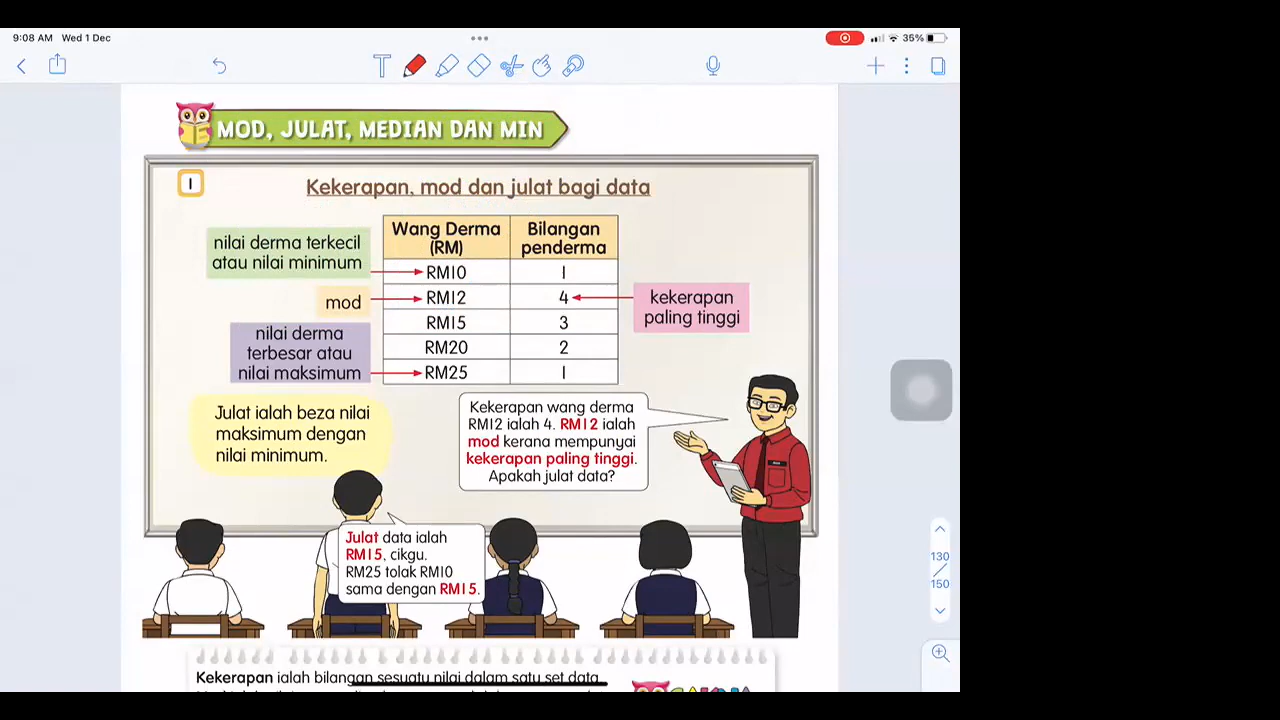 9:08 AM Wed 1 Dec
36%
T
MOD, JULAT, MEDIAN DAN MIN
1
Kekerapan, mod dan julat bagi data
Wang Derma
(RM)
Bilangan
penderma
RM10 1
RM12 4
RM15 3
RM20 2
RM25 1
nilai derma terkecil
atau nilai minimum
mod
nilai derma
terbesar atau
nilai maksimum
kekerapan
paling tinggi
Julat ialah beza nilai
maksimum dengan
nilai minimum.
Kekerapan wang derma
RM12 ialah 4. RM12 ialah
mod kerana mempunyai
kekerapan paling tinggi.
Apakah julat data?
Julat data ialah
RM15, cikgu.
RM25 tolak RM10
sama dengan RM15.
130
150
Kekerapan ialah bilangan sesuatu nilai dalam satu set data.